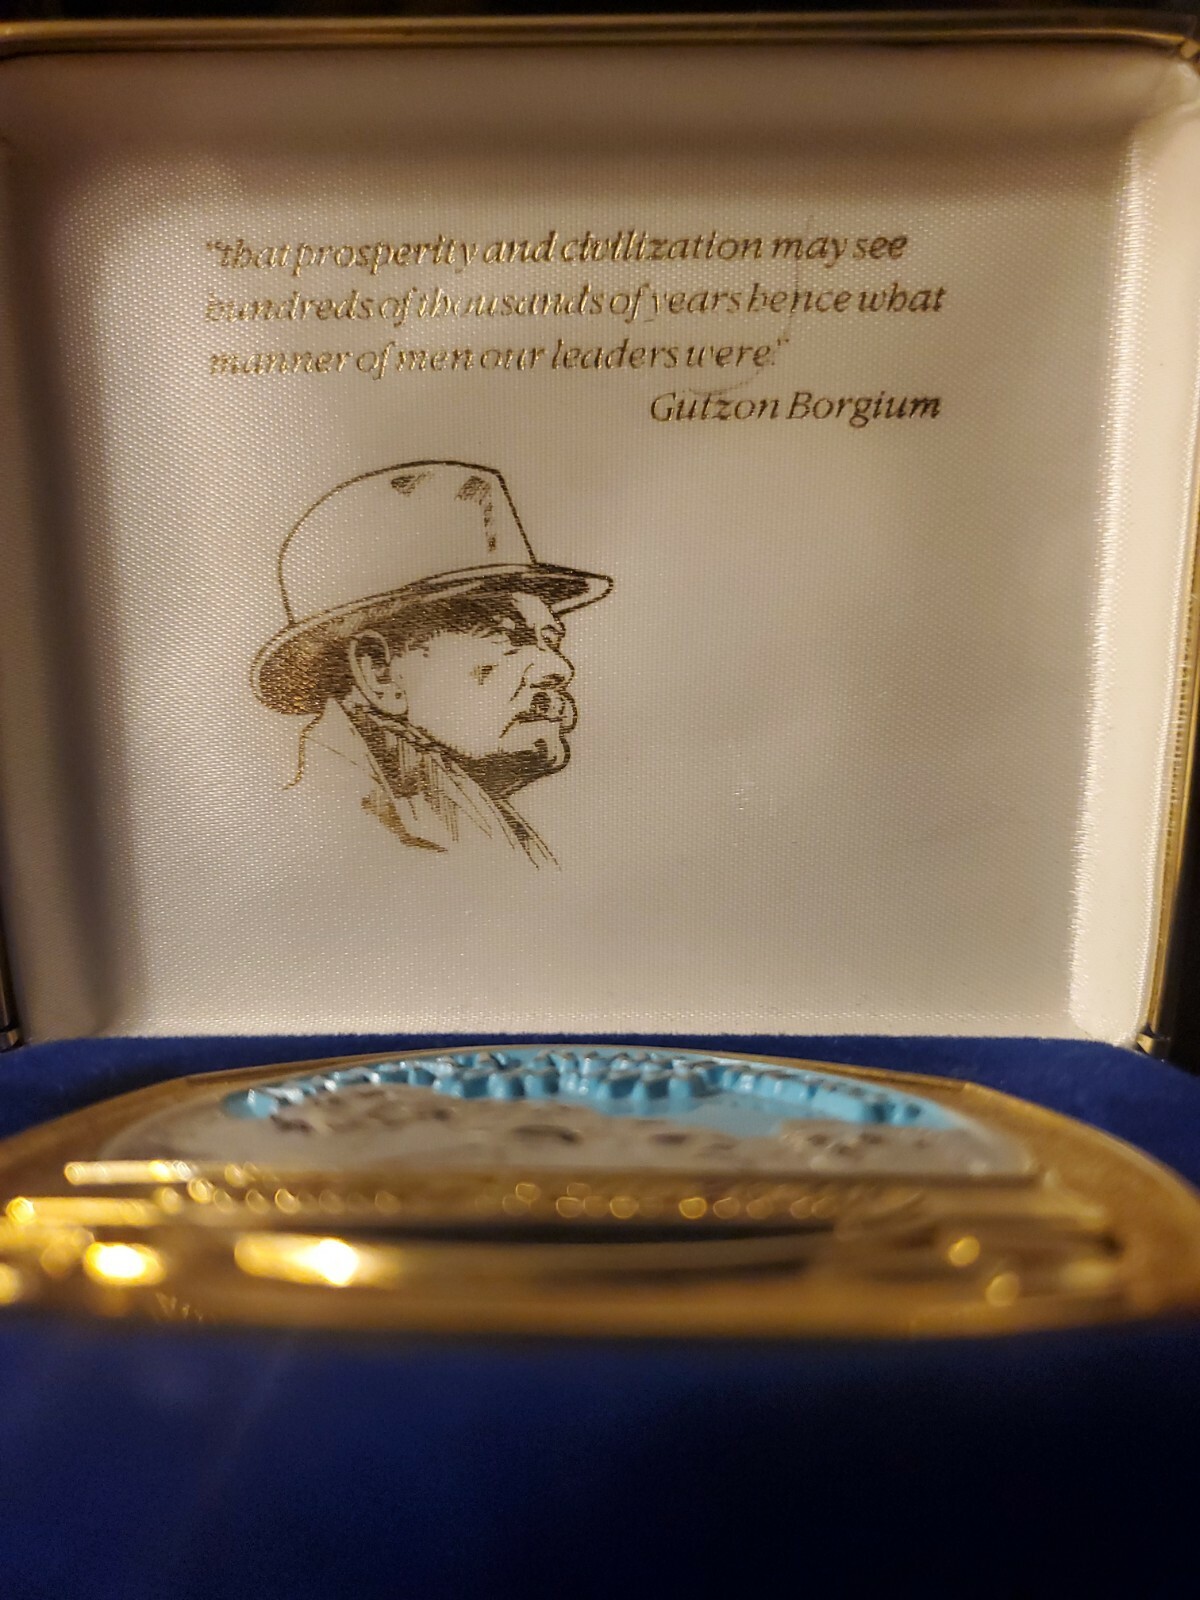 "that prosperity and civilization may see
hundreds of thousands of years hence what
manner of men our leaders were."
Gutzon Borgium